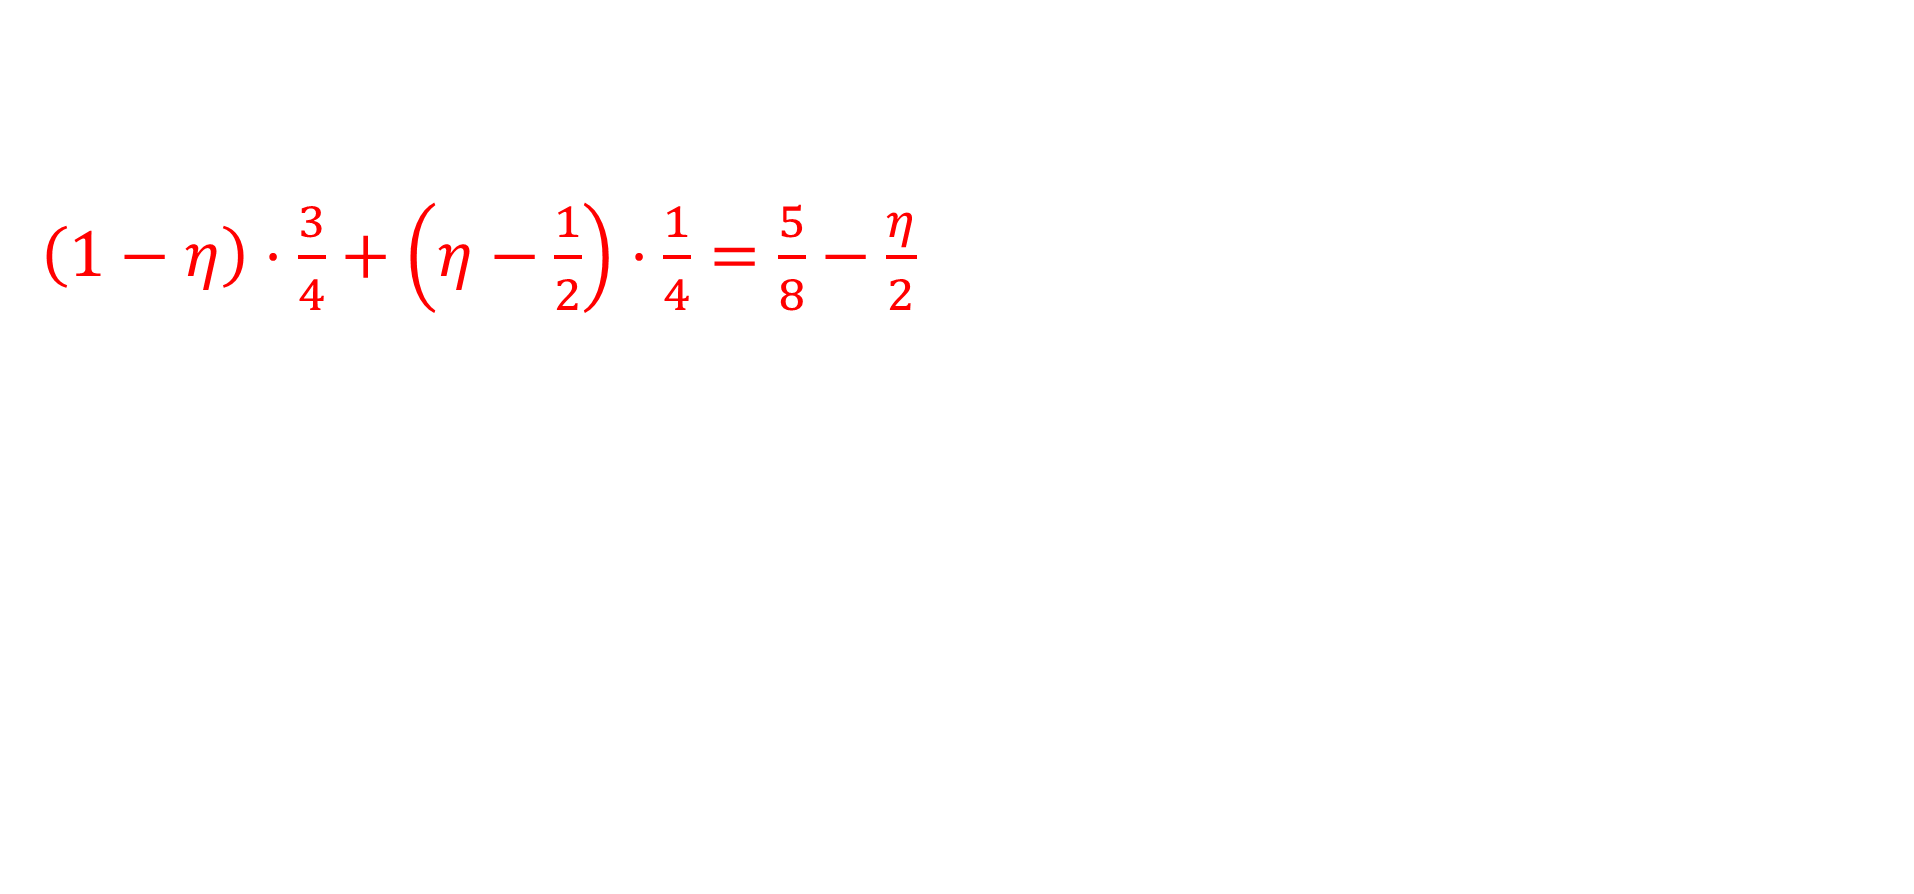 (1 − η) · 3/4 + (η − 1/2) · 1/4 = 5/8 − η/2